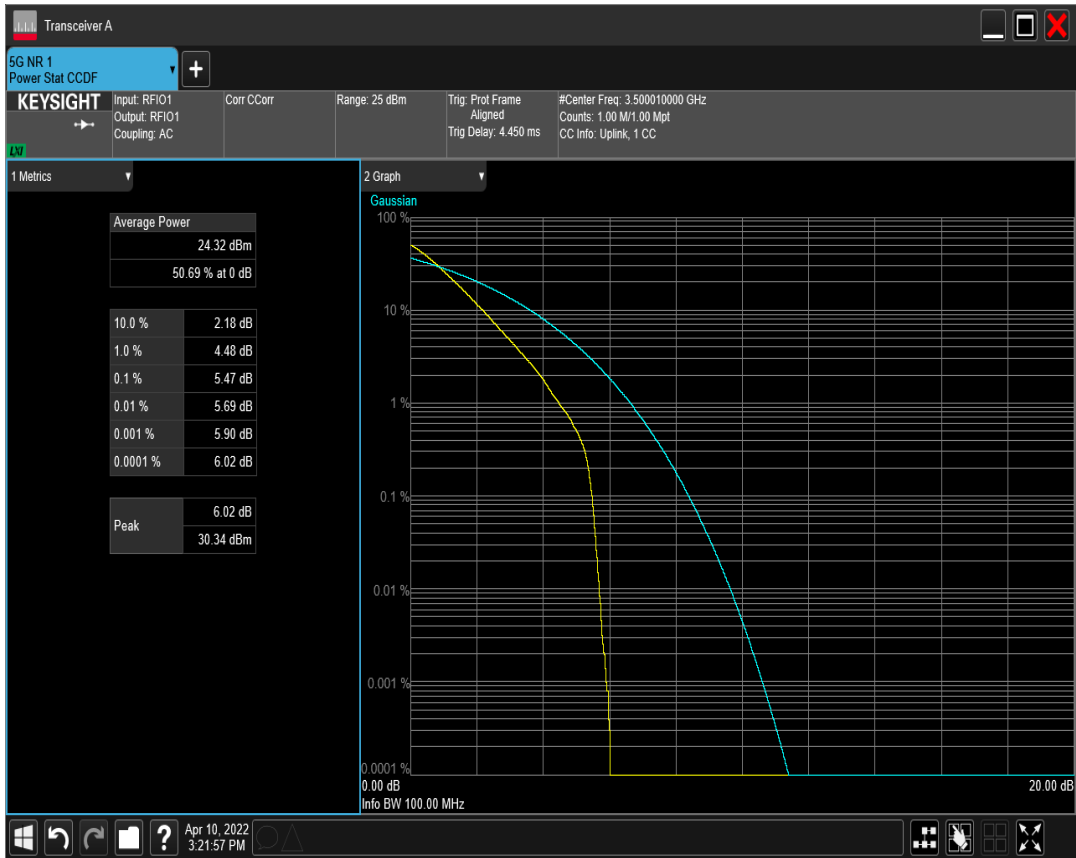 Transceiver A
5G NR 1
Power Stat CCDF
+
KEYSIGHT
LXI
Input: RFIO1
Output: RFIO1
Coupling: AC
Corr CCorr
Range: 25 dBm
Trig: Prot Frame
Aligned
Trig Delay: 4.450 ms
#Center Freq: 3.500010000 GHz
Counts: 1.00 M/1.00 Mpt
CC Info: Uplink, 1 CC
1 Metrics
Average Power
24.32 dBm
50.69 % at 0 dB
10.0 % 2.18 dB
1.0 % 4.48 dB
0.1 % 5.47 dB
0.01 % 5.69 dB
0.001 % 5.90 dB
0.0001 % 6.02 dB
Peak
6.02 dB
30.34 dBm
2 Graph
Gaussian
100 %
10 %
1 %
0.1 %
0.01 %
0.001 %
0.0001 %
0.00 dB 20.00 dB
Info BW 100.00 MHz
?
Apr 10, 2022
3:21:57 PM